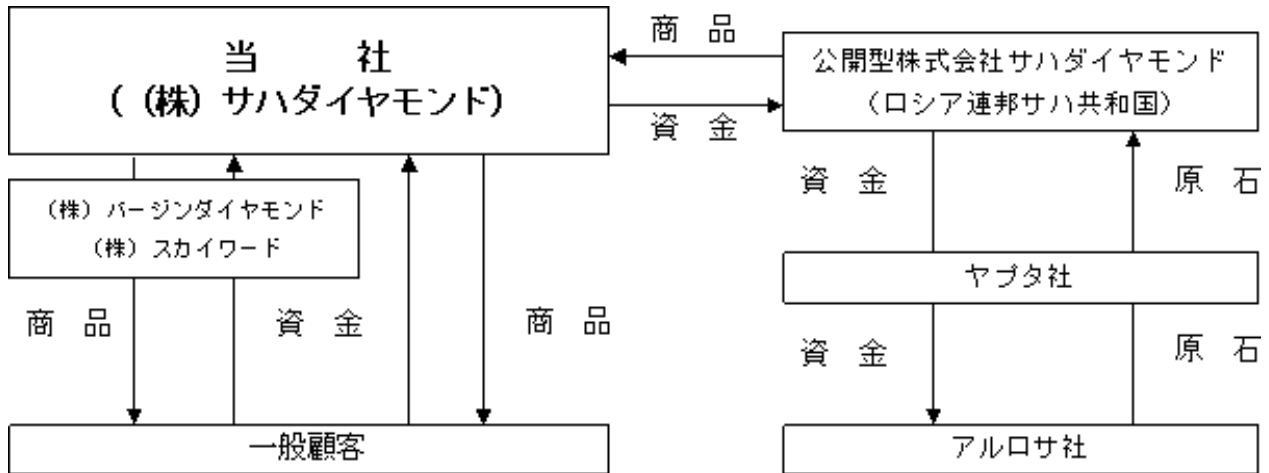 当　　社
(（株）サハダイヤモンド)
商　品
資　金
公開型株式会社サハダイヤモンド
（ロシア連邦サハ共和国）
（株）バージンダイヤモンド
（株）スカイワード
資　金
原　石
ヤブタ社
商　品
資　金
商　品
資　金
原　石
一般顧客
アルロサ社